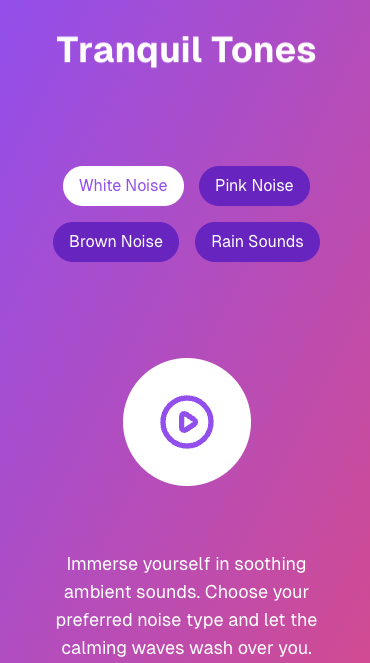 Tranquil Tones
White Noise
Pink Noise
Brown Noise
Rain Sounds
Immerse yourself in soothing
ambient sounds. Choose your
preferred noise type and let the
calming waves wash over you.